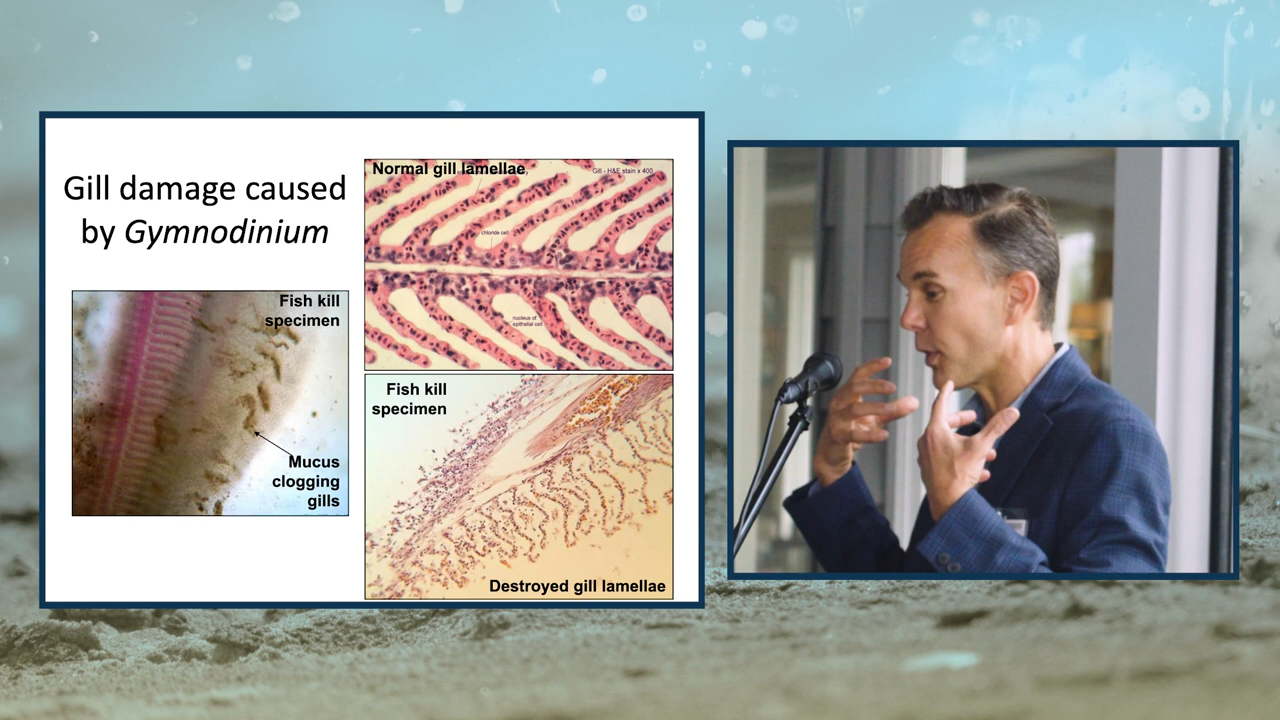 Gill damage caused
by Gymnodinium
Fish kill
specimen
Mucus
clogging
gills
Normal gill lamellae
Gill - H&E stain x 400
chloride cell
nucleus of
epithelial cell
Fish kill
specimen
Destroyed gill lamellae